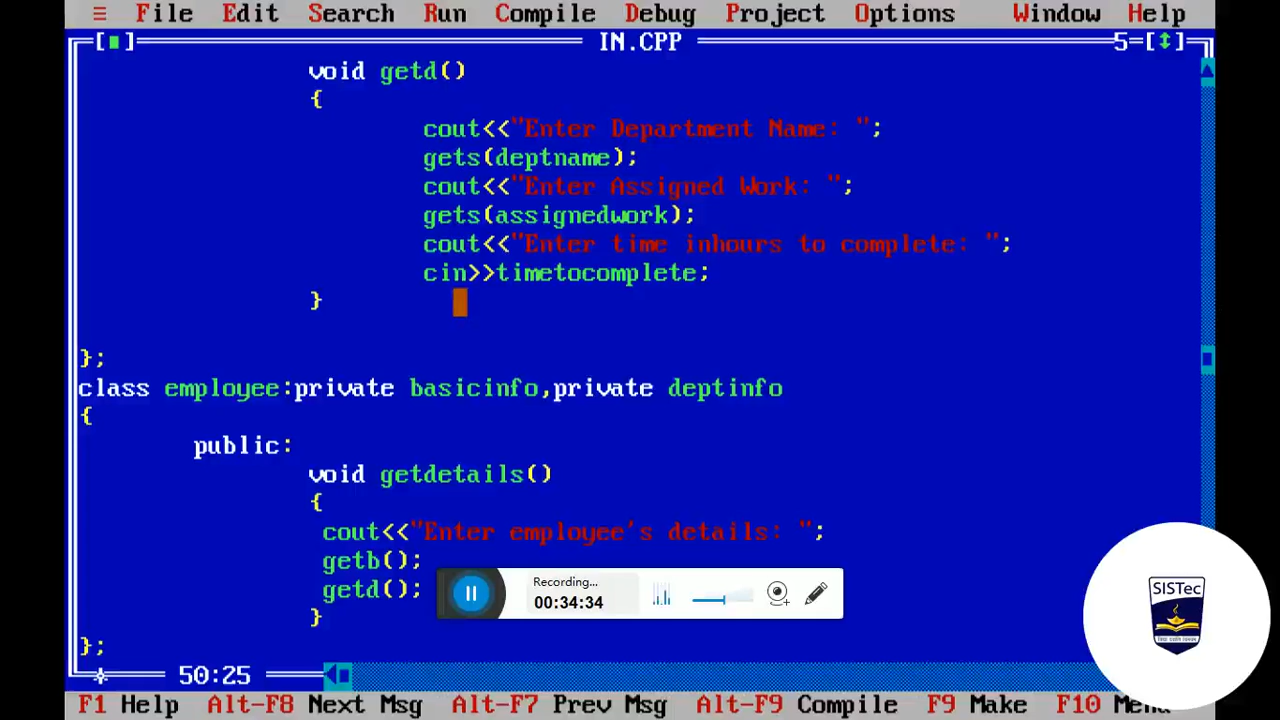 ≡ File Edit Search Run Compile Debug Project Options Window Help
[■] IN.CPP 5=[↕]
void getd()
{
cout<<"Enter Department Name: ";
gets(deptname);
cout<<"Enter Assigned Work: ";
gets(assignedwork);
cout<<"Enter time inhours to complete: ";
cin>>timetocomplete;
}
};
class employee:private basicinfo,private deptinfo
{
public:
void getdetails()
{
cout<<"Enter employee's details: ";
getb();
getd();
}
};
Recording...
00:34:34
SISTec
50:25
F1 Help Alt-F8 Next Msg Alt-F7 Prev Msg Alt-F9 Compile F9 Make F10 Menu